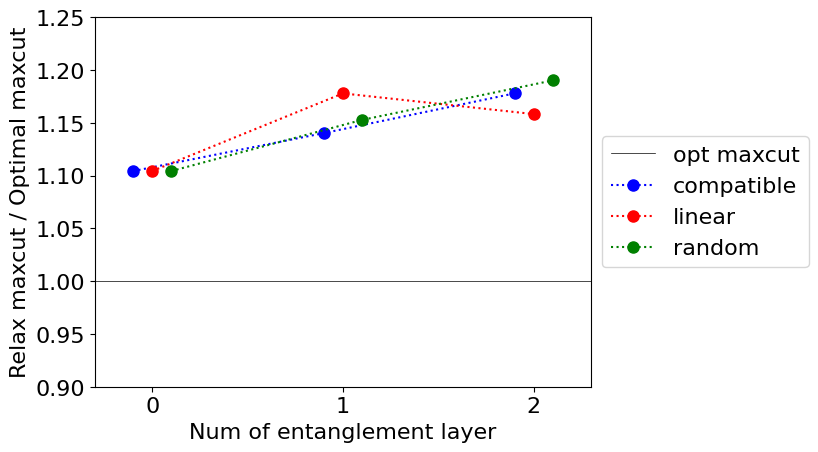 Relax maxcut / Optimal maxcut
1.25
1.20
1.15
1.10
1.05
1.00
0.95
0.90
0
1
2
Num of entanglement layer
opt maxcut
compatible
linear
random